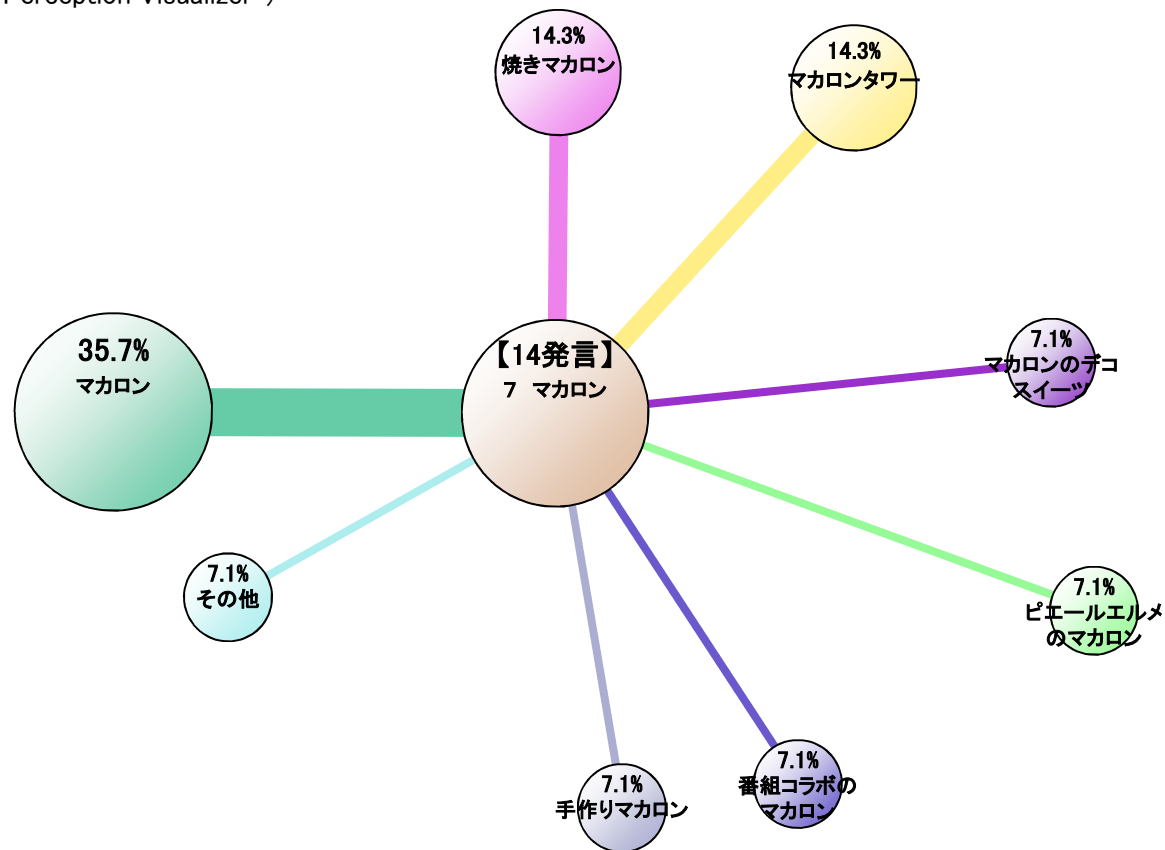 Perception Visualizer )
14.3%
焼きマカロン
14.3%
マカロンタワー
35.7%
マカロン
【14発言】
7 マカロン
7.1%
マカロンのデコ
スイーツ
7.1%
その他
7.1%
ピエールエルメ
のマカロン
7.1%
手作りマカロン
7.1%
番組コラボの
マカロン